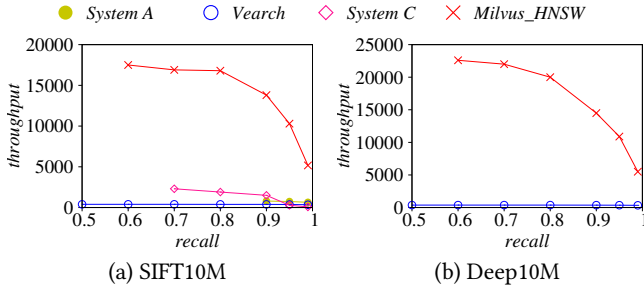 System A Vearch System C Milvus_HNSW
20000 25000
15000 20000
10000 15000
5000 10000
0 5000
0
throughput throughput
0.5 0.6 0.7 0.8 0.9 1 0.5 0.6 0.7 0.8 0.9 1
recall recall
(a) SIFT10M (b) Deep10M